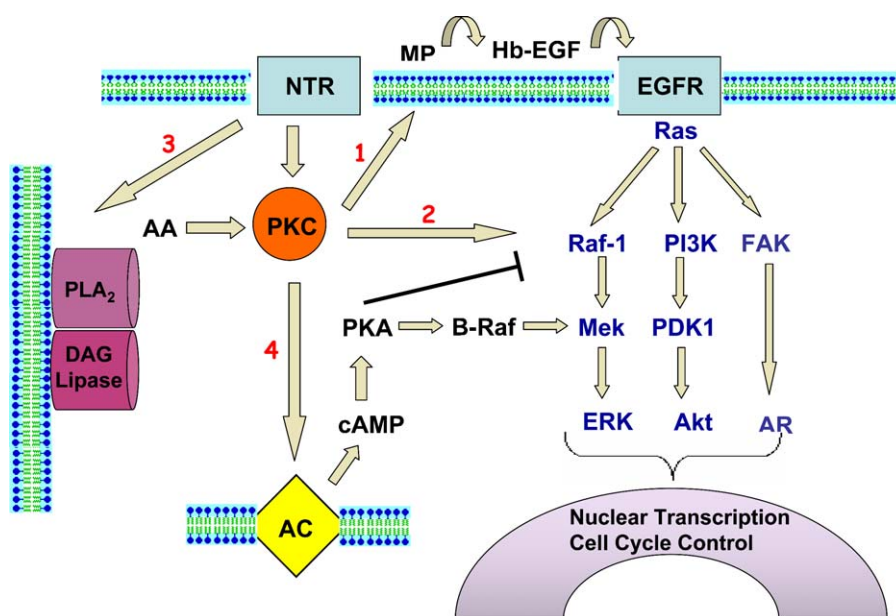 MP
Hb-EGF
NTR
EGFR
Ras
3
1
AA
PKC
2
Raf-1
PI3K
FAK
PLA₂
DAG
Lipase
4
PKA
B-Raf
Mek
PDK1
cAMP
ERK
Akt
AR
AC
Nuclear Transcription
Cell Cycle Control